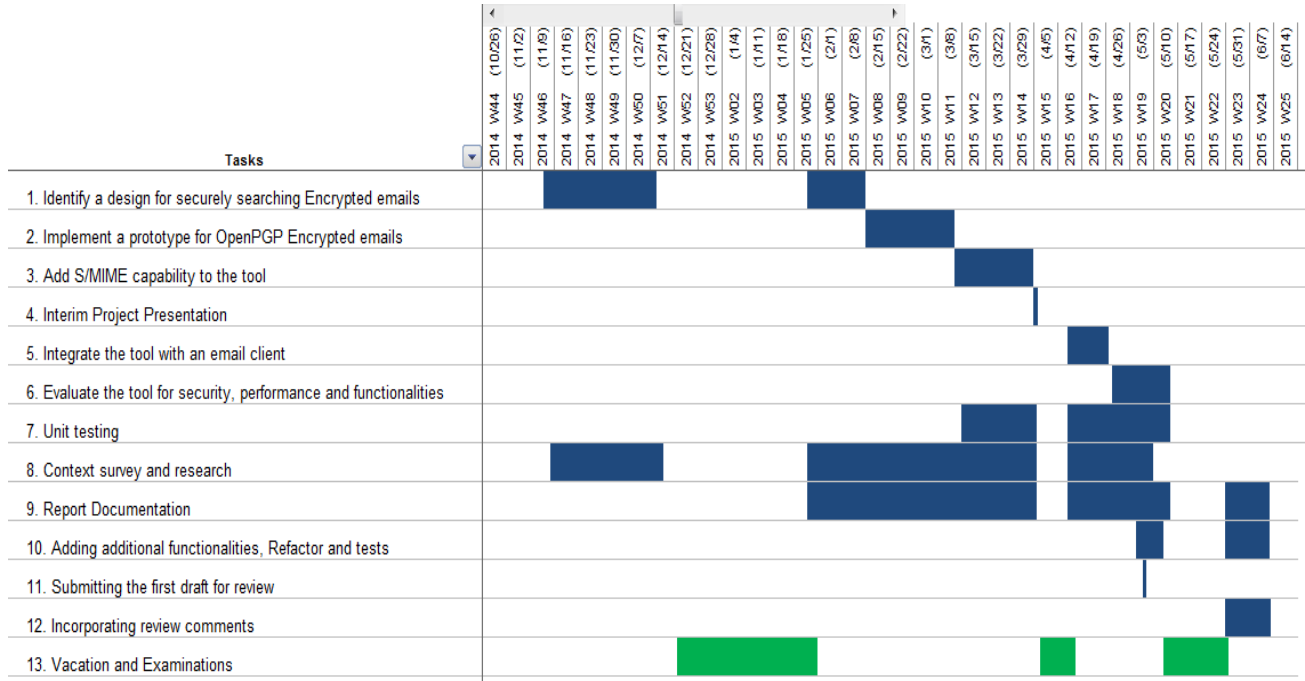 2014 W44 (10/26)
2014 W45 (11/2)
2014 W46 (11/9)
2014 W47 (11/16)
2014 W48 (11/23)
2014 W49 (11/30)
2014 W50 (12/7)
2014 W51 (12/14)
2014 W52 (12/21)
2014 W53 (12/28)
2015 W02 (1/4)
2015 W03 (1/11)
2015 W04 (1/18)
2015 W05 (1/25)
2015 W06 (2/1)
2015 W07 (2/8)
2015 W08 (2/15)
2015 W09 (2/22)
2015 W10 (3/1)
2015 W11 (3/8)
2015 W12 (3/15)
2015 W13 (3/22)
2015 W14 (3/29)
2015 W15 (4/5)
2015 W16 (4/12)
2015 W17 (4/19)
2015 W18 (4/26)
2015 W19 (5/3)
2015 W20 (5/10)
2015 W21 (5/17)
2015 W22 (5/24)
2015 W23 (5/31)
2015 W24 (6/7)
2015 W25 (6/14)
Tasks
1. Identify a design for securely searching Encrypted emails
2. Implement a prototype for OpenPGP Encrypted emails
3. Add S/MIME capability to the tool
4. Interim Project Presentation
5. Integrate the tool with an email client
6. Evaluate the tool for security, performance and functionalities
7. Unit testing
8. Context survey and research
9. Report Documentation
10. Adding additional functionalities, Refactor and tests
11. Submitting the first draft for review
12. Incorporating review comments
13. Vacation and Examinations